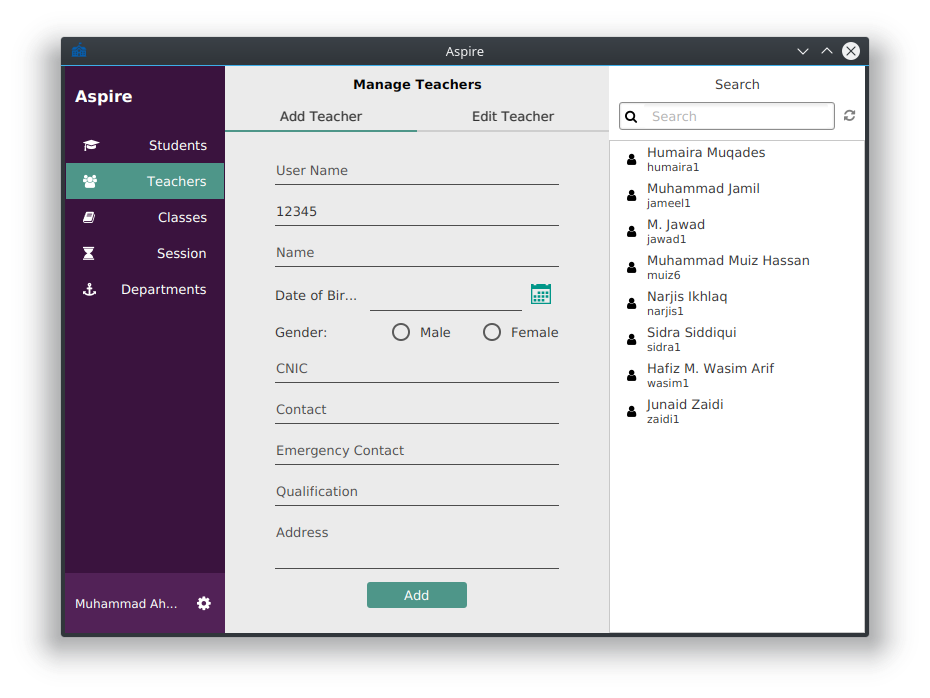 Aspire
Aspire
Students
Teachers
Classes
Session
Departments
Muhammad Ah...
Manage Teachers
Add Teacher
Edit Teacher
User Name
12345
Name
Date of Bir...
Gender:
Male
Female
CNIC
Contact
Emergency Contact
Qualification
Address
Add
Search
Search
Humaira Muqades
humaira1
Muhammad Jamil
jameel1
M. Jawad
jawad1
Muhammad Muiz Hassan
muiz6
Narjis Ikhlaq
narjis1
Sidra Siddiqui
sidra1
Hafiz M. Wasim Arif
wasim1
Junaid Zaidi
zaidi1